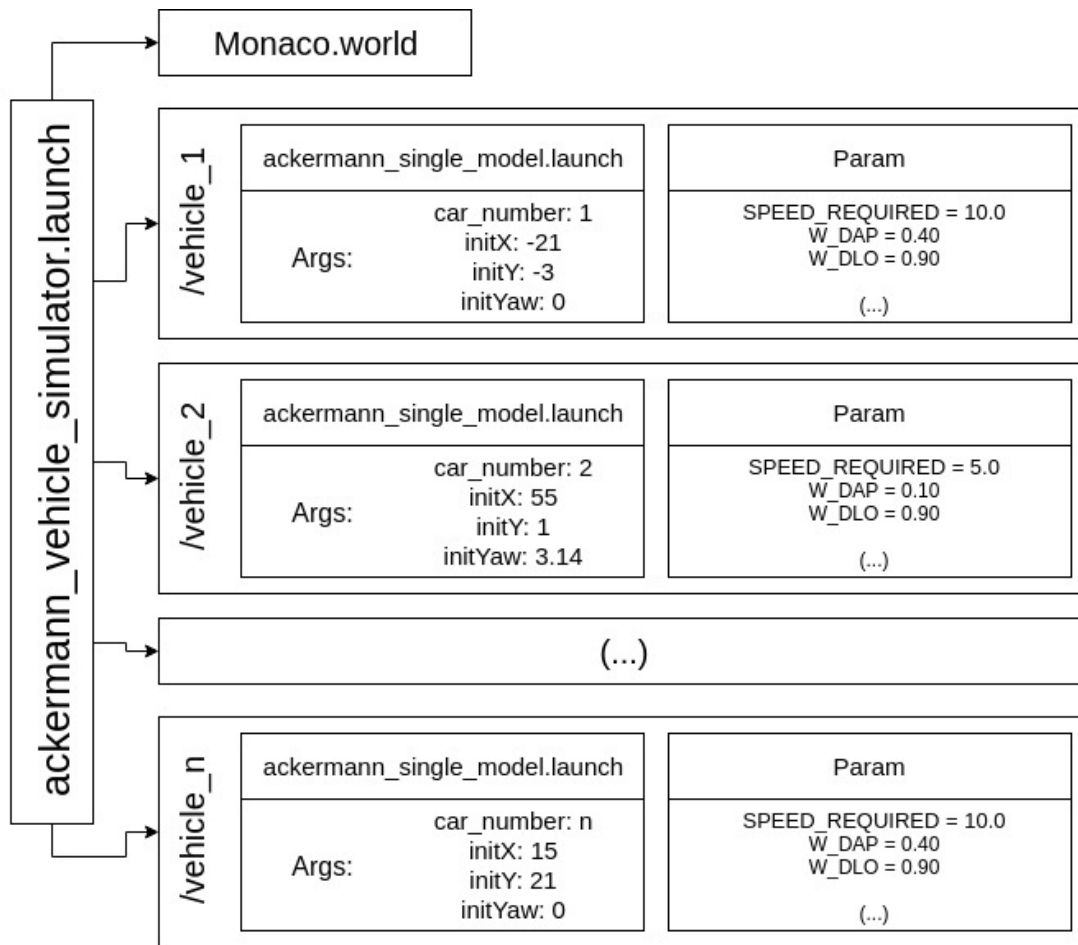 Monaco.world
ackermann_vehicle_simulator.launch
/vehicle_1
ackermann_single_model.launch
Args:
car_number: 1
initX: -21
initY: -3
initYaw: 0
Param
SPEED_REQUIRED = 10.0
W_DAP = 0.40
W_DLO = 0.90
(...)
/vehicle_2
ackermann_single_model.launch
Args:
car_number: 2
initX: 55
initY: 1
initYaw: 3.14
Param
SPEED_REQUIRED = 5.0
W_DAP = 0.10
W_DLO = 0.90
(...)
(...)
/vehicle_n
ackermann_single_model.launch
Args:
car_number: n
initX: 15
initY: 21
initYaw: 0
Param
SPEED_REQUIRED = 10.0
W_DAP = 0.40
W_DLO = 0.90
(...)